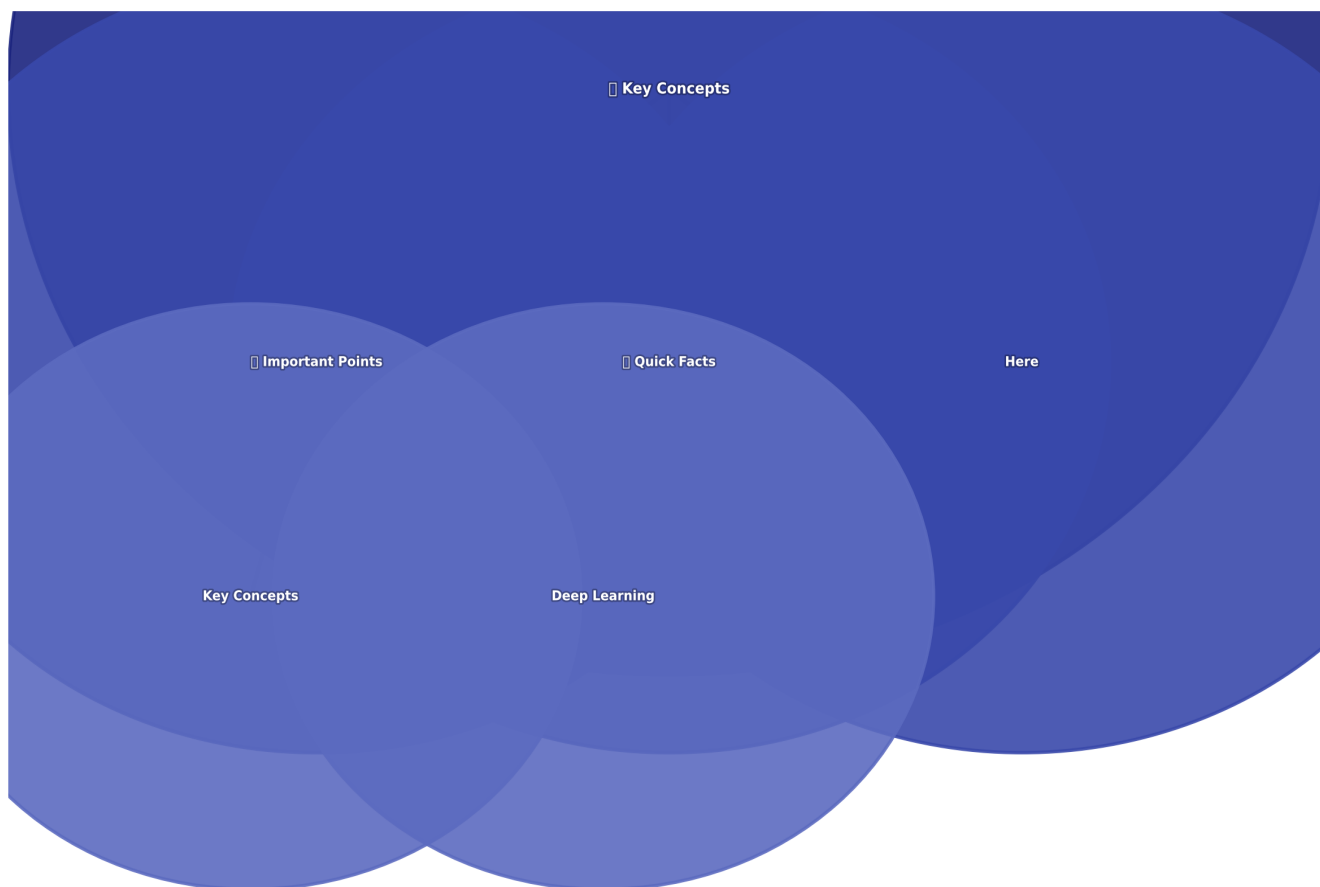 Key Concepts
Important Points
Quick Facts
Here
Key Concepts
Deep Learning